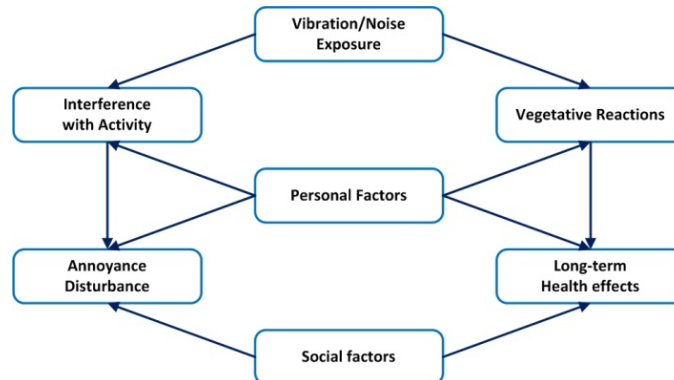 Vibration/Noise
Exposure
Interference
with Activity
Vegetative Reactions
Personal Factors
Annoyance
Disturbance
Long-term
Health effects
Social factors